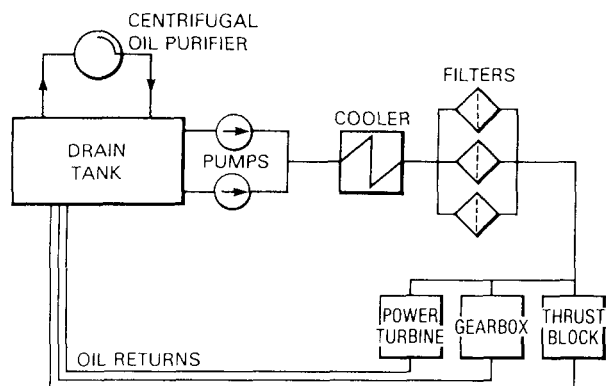 CENTRIFUGAL
OIL PURIFIER
FILTERS
COOLER
DRAIN
TANK
PUMPS
POWER
TURBINE
GEARBOX
THRUST
BLOCK
OIL RETURNS